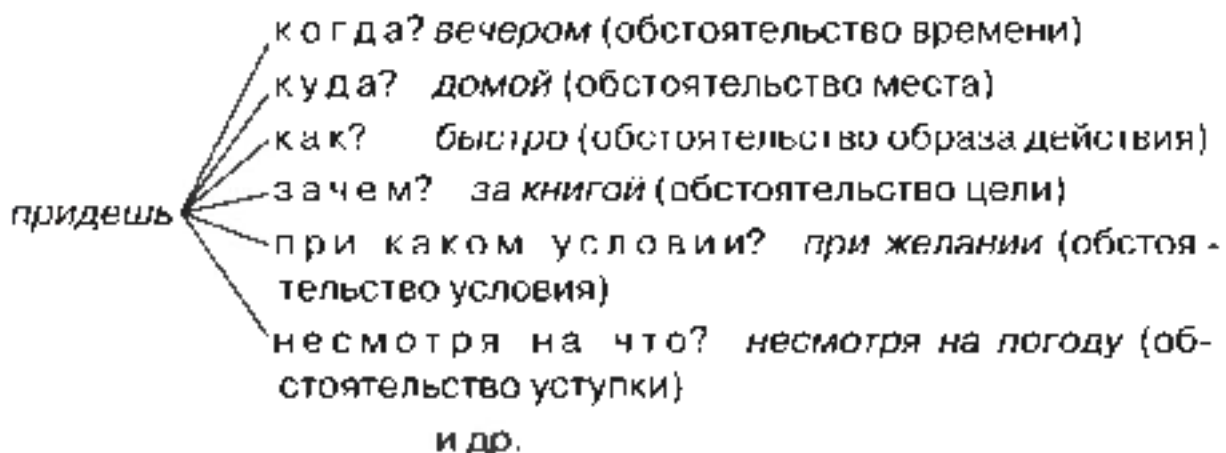 когда? вечером (обстоятельство времени)
куда? домой (обстоятельство места)
как? быстро (обстоятельство образа действия)
зачем? за книгой (обстоятельство цели)
придешь
при каком условии? при желании (обстоя-
тельство условия)
несмотря на что? несмотря на погоду (об-
стоятельство уступки)
и др.